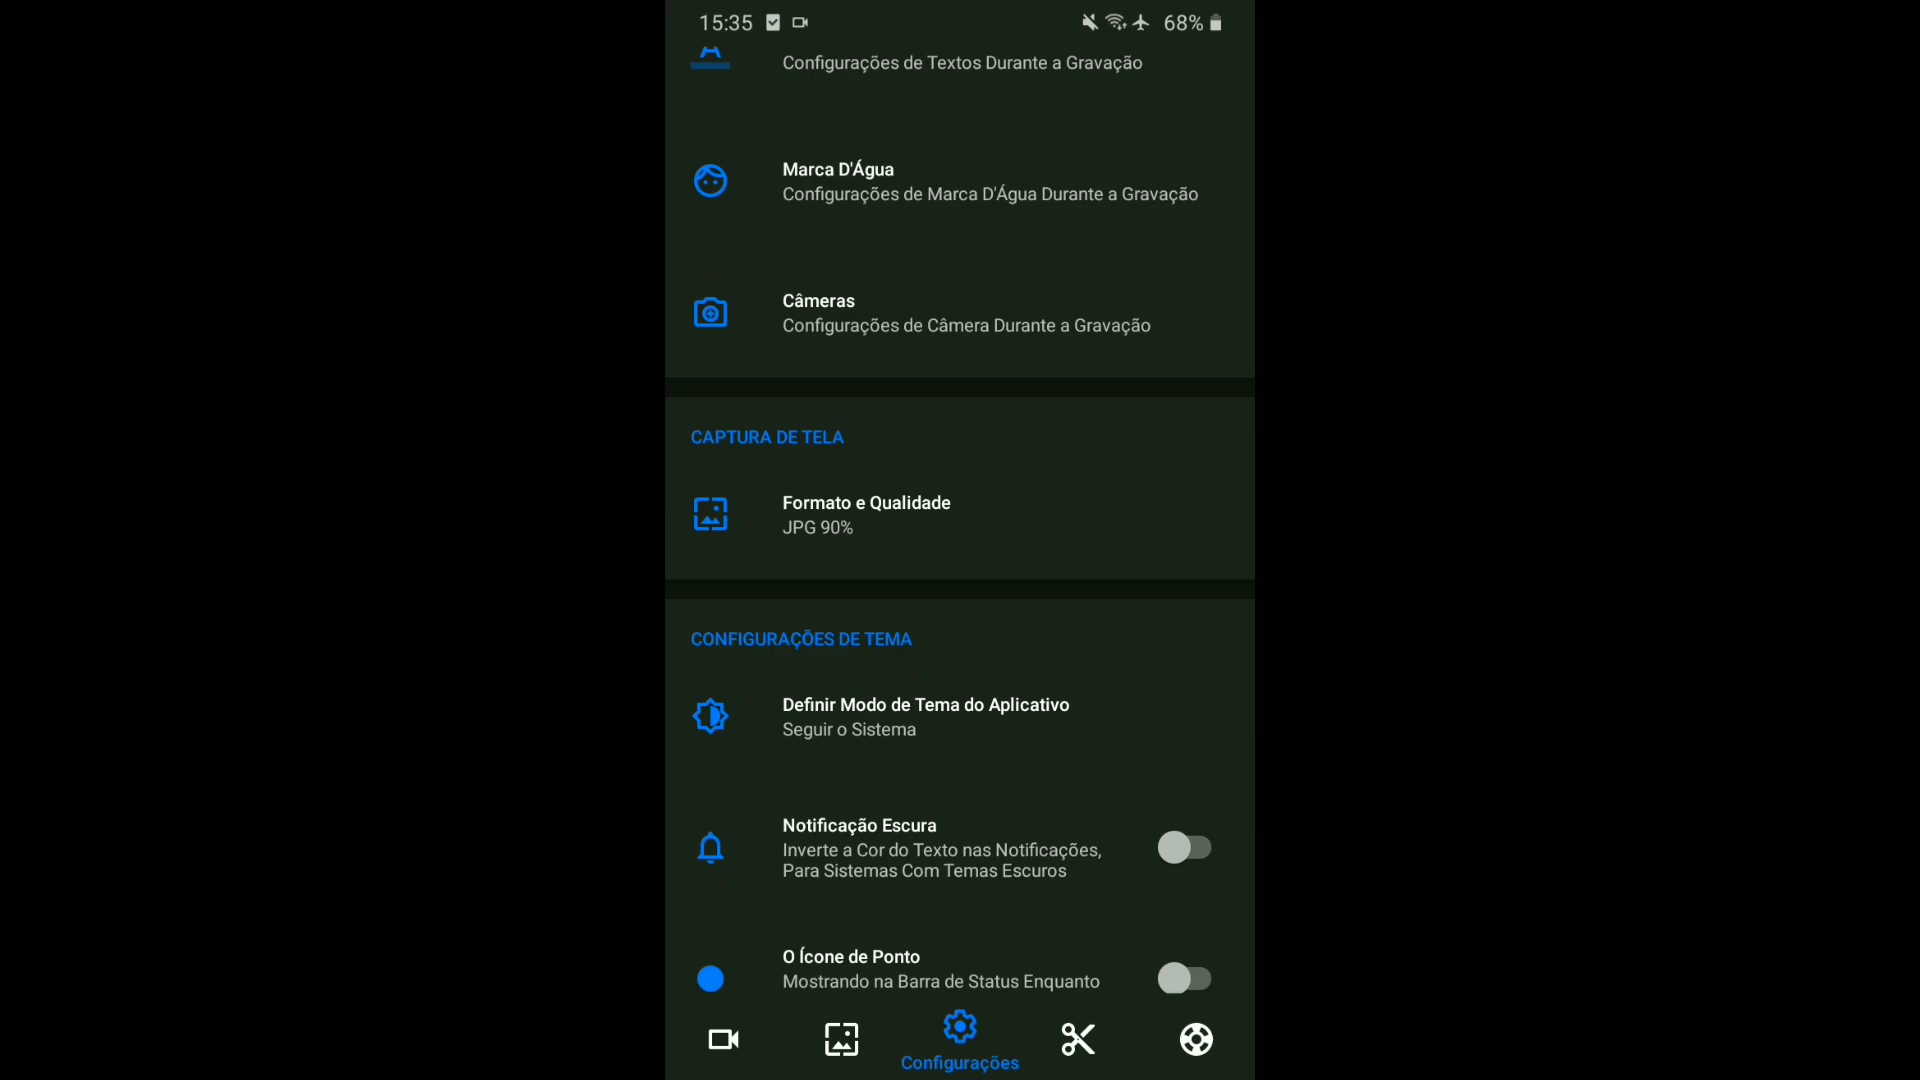 15:35
68%
Configurações de Textos Durante a Gravação
Marca D'Água
Configurações de Marca D'Água Durante a Gravação
Câmeras
Configurações de Câmera Durante a Gravação
CAPTURA DE TELA
Formato e Qualidade
JPG 90%
CONFIGURAÇÕES DE TEMA
Definir Modo de Tema do Aplicativo
Seguir o Sistema
Notificação Escura
Inverte a Cor do Texto nas Notificações,
Para Sistemas Com Temas Escuros
O Ícone de Ponto
Mostrando na Barra de Status Enquanto
Configurações